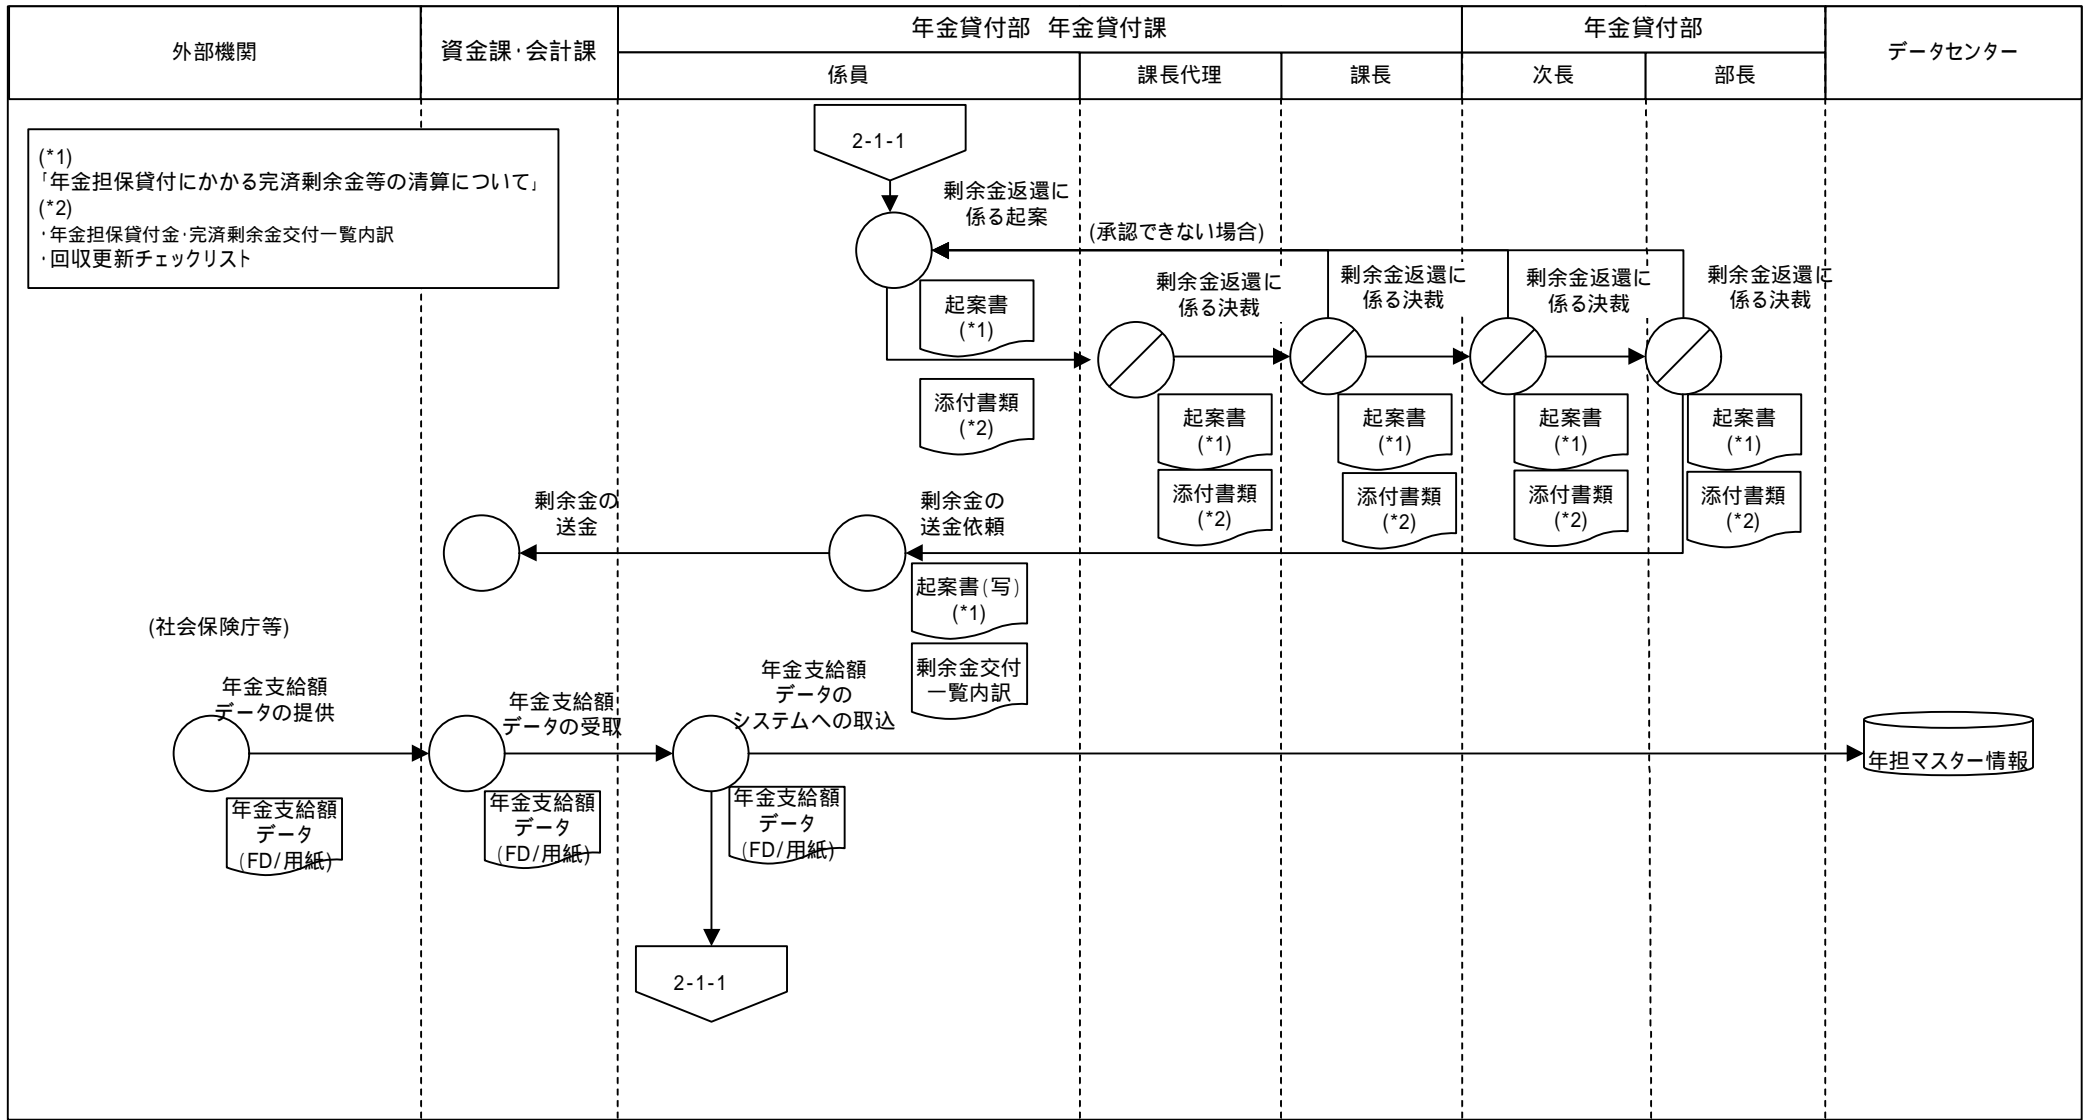 外部機関
資金課・会計課
年金貸付部　年金貸付課
年金貸付部
データセンター
係員
課長代理
課長
次長
部長
(*1)
「年金担保貸付にかかる完済剰余金等の清算について」
(*2)
・年金担保貸付金・完済剰余金交付一覧内訳
・回収更新チェックリスト
2-1-1
剰余金返還に
係る起案
(承認できない場合)
起案書
(*1)
添付書類
(*2)
剰余金返還に
係る決裁
剰余金返還に
係る決裁
剰余金返還に
係る決裁
剰余金返還に
係る決裁
起案書
(*1)
添付書類
(*2)
起案書
(*1)
添付書類
(*2)
起案書
(*1)
添付書類
(*2)
起案書
(*1)
添付書類
(*2)
剰余金の
送金
剰余金の
送金依頼
起案書(写)
(*1)
剰余金交付
一覧内訳
(社会保険庁等)
年金支給額
データの提供
年金支給額
データの受取
年金支給額
データの
システムへの取込
年担マスター情報
年金支給額
データ
(FD/用紙)
年金支給額
データ
(FD/用紙)
年金支給額
データ
(FD/用紙)
2-1-1